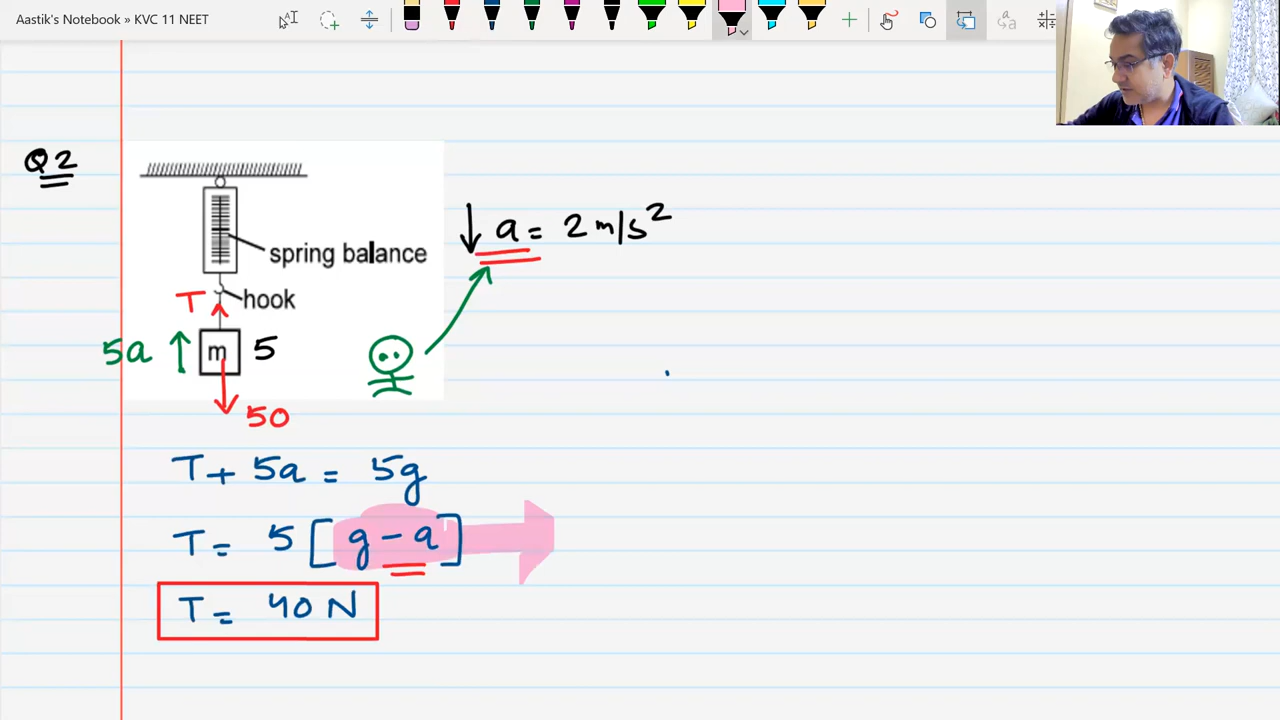 Aastik's Notebook » KVC 11 NEET
Q2
↓ a = 2 m/s²
spring balance
T
hook
5a ↑ m 5
50
T + 5a = 5g
T = 5 [ g - a ]
T = 40 N